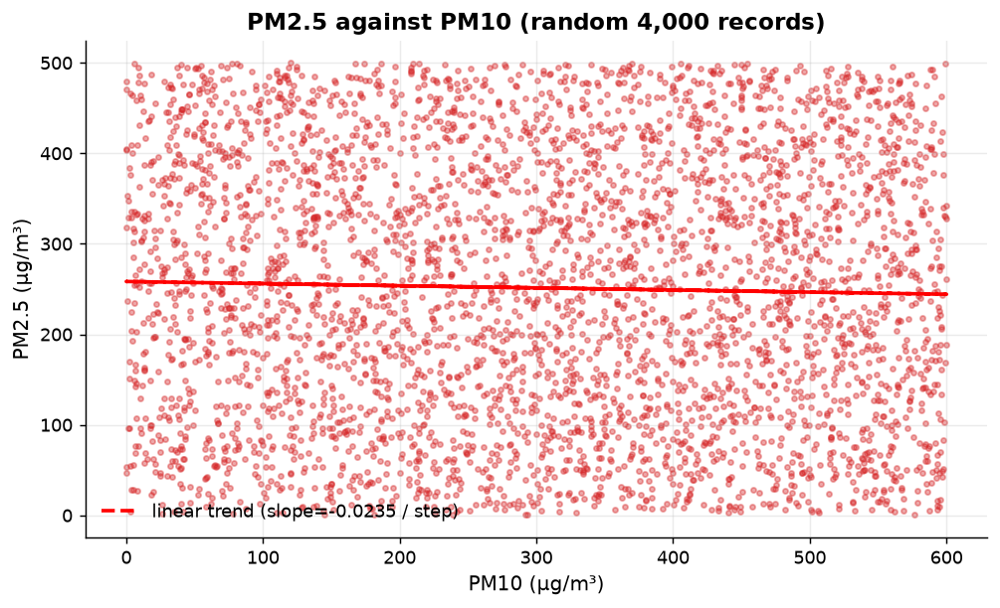 PM2.5 against PM10 (random 4,000 records)
PM2.5 (µg/m³)
500
400
300
200
100
0
linear trend (slope=-0.0235 / step)
0 100 200 300 400 500 600
PM10 (µg/m³)